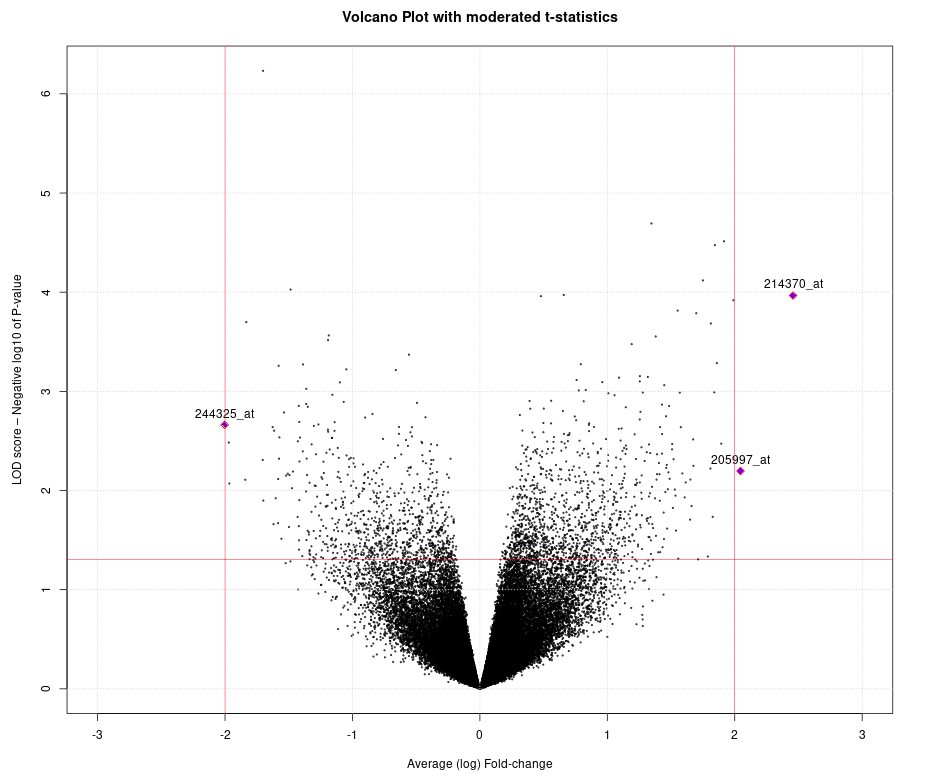 Volcano Plot with moderated t-statistics
6
5
4
3
2
1
0
LOD score – Negative log10 of P-value
214370_at
244325_at
205997_at
-3 -2 -1 0 1 2 3
Average (log) Fold-change